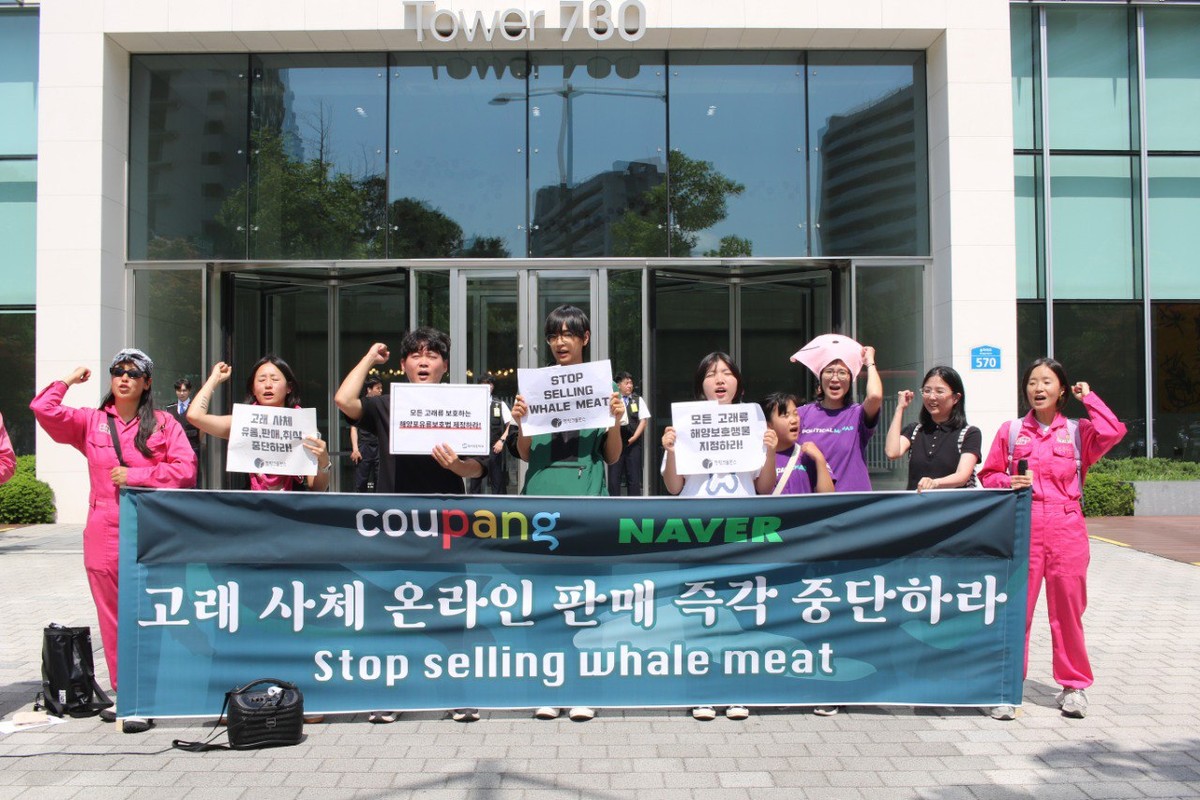 Tower 730
570
고래 사체
유통,판매,취식
중단하라!
모든 고래류 보호하는
해양포유류보호법 제정하라!
STOP
SELLING
WHALE MEAT
모든 고래류
해양보호생물
지정하라!
POLITICAL
coupang NAVER
고래 사체 온라인 판매 즉각 중단하라
Stop selling whale meat